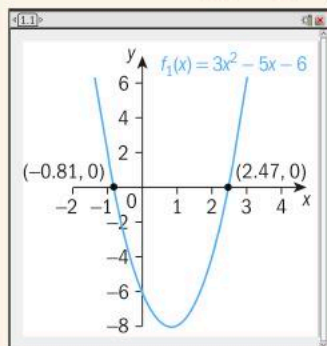 1.1
y
f₁(x) = 3x² – 5x – 6
6
4
2
(–0.81, 0) (2.47, 0)
–2 –1 0 1 2 3 4 x
–2
–4
–6
–8